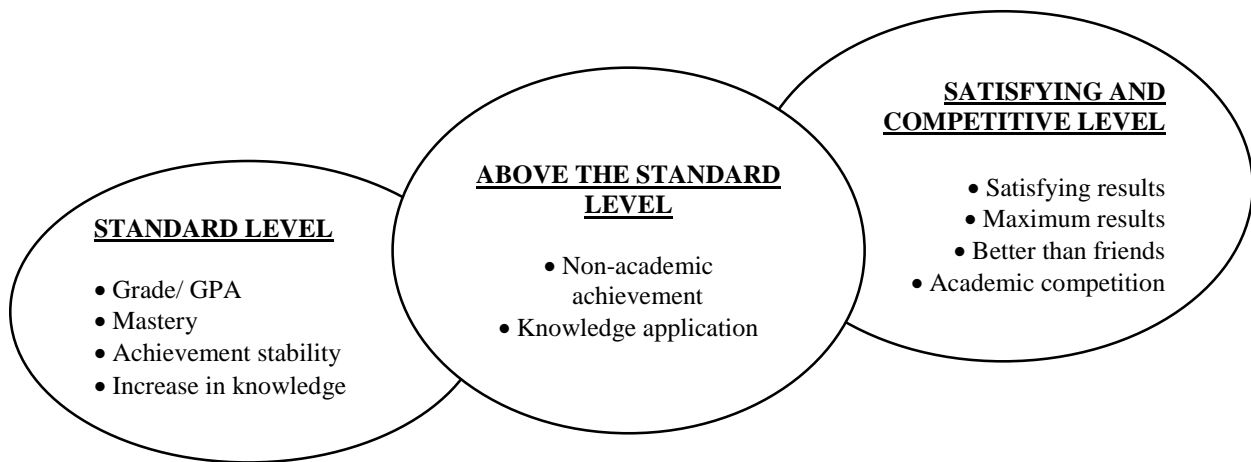 STANDARD LEVEL
• Grade/ GPA
• Mastery
• Achievement stability
• Increase in knowledge
ABOVE THE STANDARD
LEVEL
• Non-academic
achievement
• Knowledge application
SATISFYING AND
COMPETITIVE LEVEL
• Satisfying results
• Maximum results
• Better than friends
• Academic competition